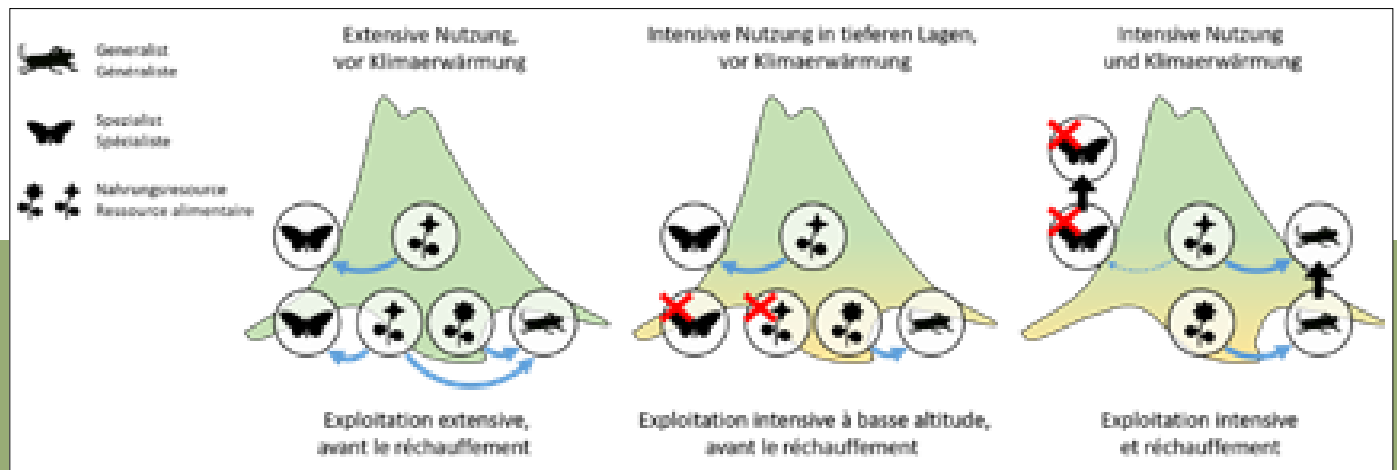 Generalist
Généraliste
Spezialist
Spécialiste
Nahrungsresource
Ressource alimentaire
Extensive Nutzung,
vor Klimaerwärmung
Intensive Nutzung in tieferen Lagen,
vor Klimaerwärmung
Intensive Nutzung
und Klimaerwärmung
Exploitation extensive,
avant le réchauffement
Exploitation intensive à basse altitude,
avant le réchauffement
Exploitation intensive
et réchauffement